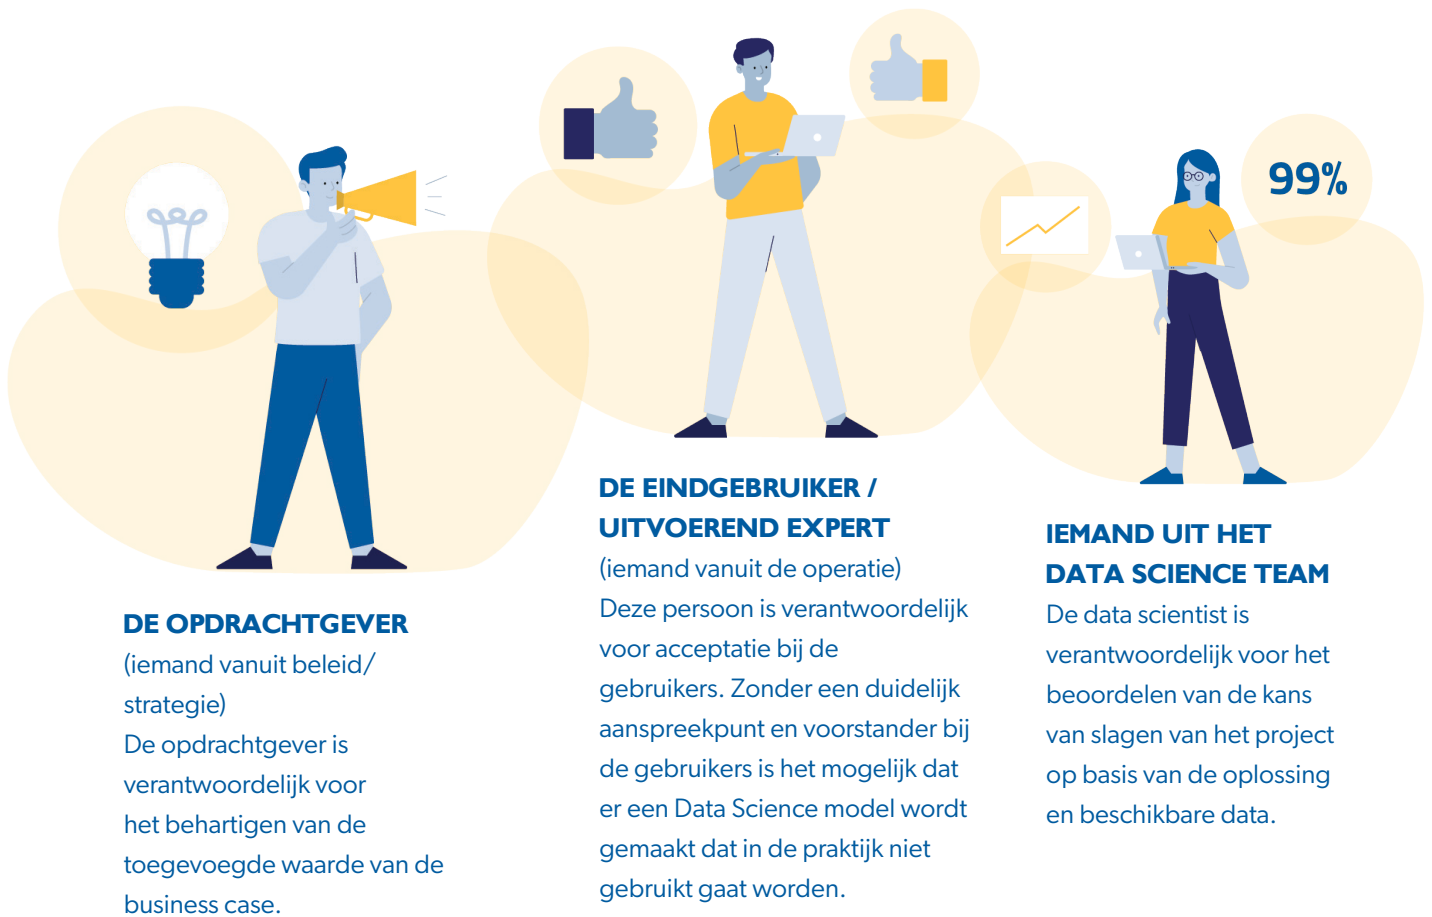 99%
DE OPDRACHTGEVER
(iemand vanuit beleid/
strategie)
De opdrachtgever is
verantwoordelijk voor
het behartigen van de
toegevoegde waarde van de
business case.
DE EINDGEBRUIKER /
UITVOEREND EXPERT
(iemand vanuit de operatie)
Deze persoon is verantwoordelijk
voor acceptatie bij de
gebruikers. Zonder een duidelijk
aanspreekpunt en voorstander bij
de gebruikers is het mogelijk dat
er een Data Science model wordt
gemaakt dat in de praktijk niet
gebruikt gaat worden.
IEMAND UIT HET
DATA SCIENCE TEAM
De data scientist is
verantwoordelijk voor het
beoordelen van de kans
van slagen van het project
op basis van de oplossing
en beschikbare data.